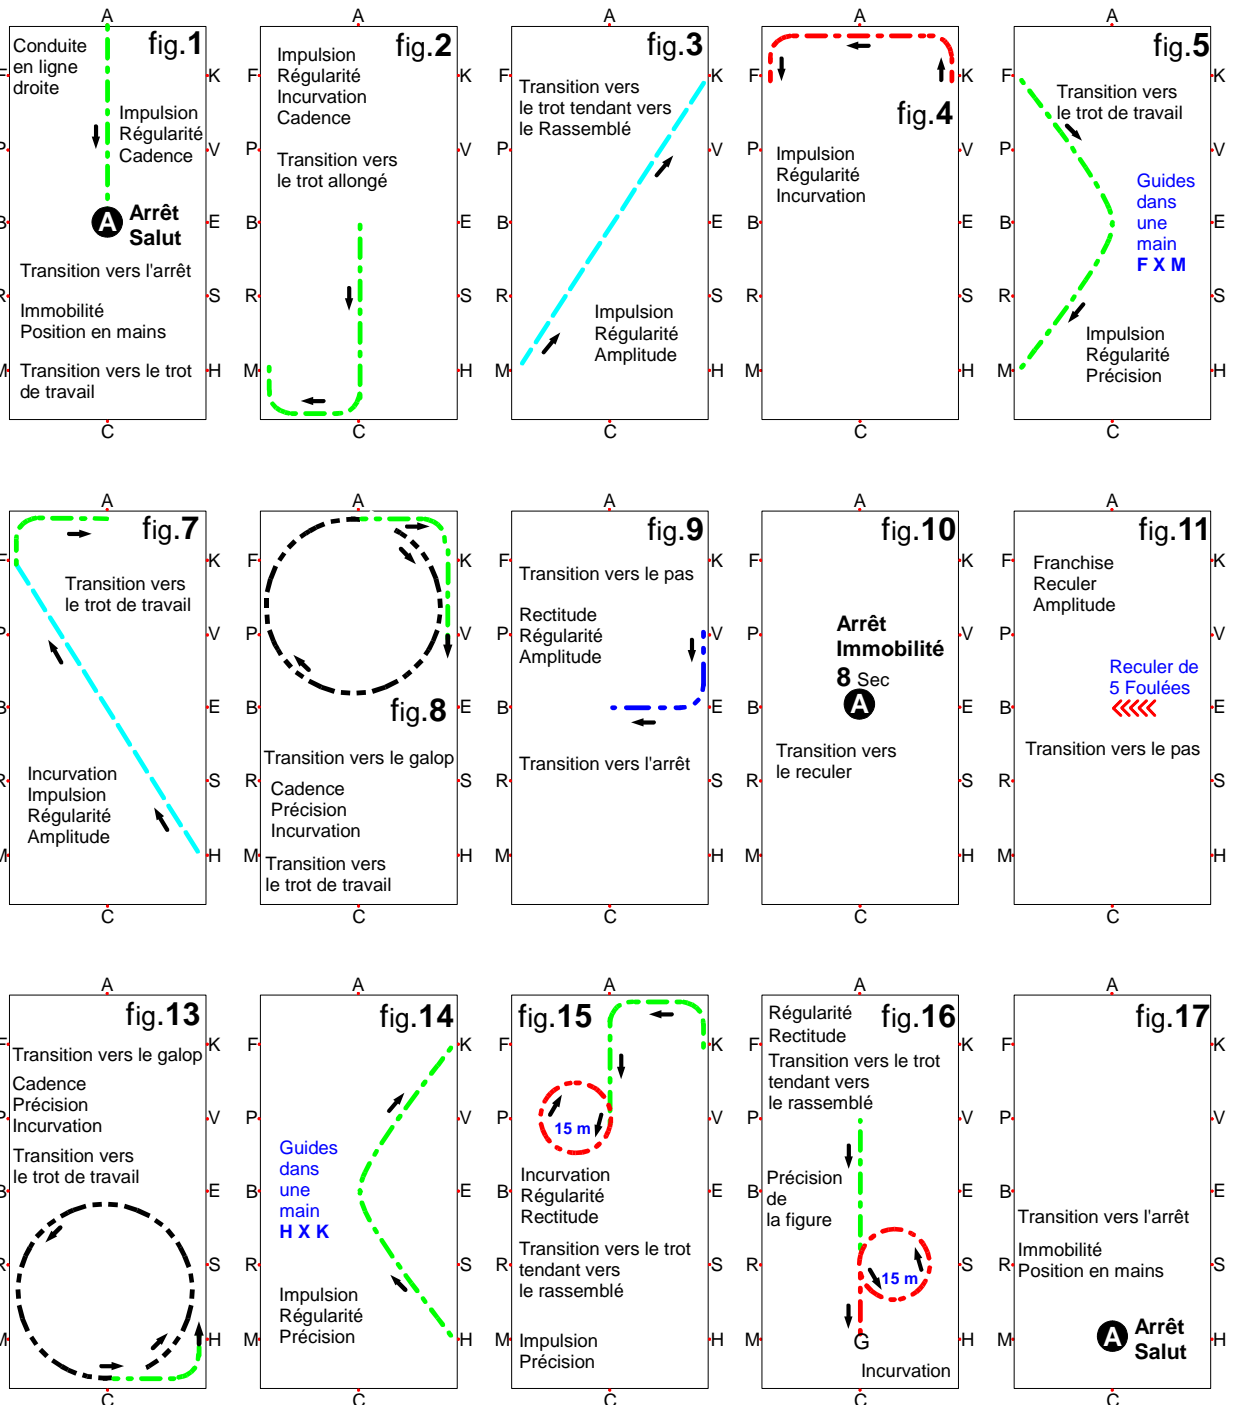 A
fig.1
Conduite
en ligne
droite
F
Impulsion
Régularité
Cadence
P
V
K
B
A
Arrêt
Salut
E
Transition vers l'arrêt
R
S
Immobilité
Position en mains
M
Transition vers le trot
de travail
H
C
A
fig.2
Impulsion
Régularité
Incurvation
Cadence
F
K
P
V
Transition vers
le trot allongé
B
E
R
S
M
H
C
A
fig.3
F
K
Transition vers
le trot tendant vers
le Rassemblé
P
V
B
E
R
S
Impulsion
Régularité
Amplitude
M
H
C
A
F
K
fig.4
P
V
Impulsion
Régularité
Incurvation
B
E
R
S
M
H
C
A
fig.5
F
K
Transition vers
le trot de travail
P
V
Guides
dans
une
main
F X M
B
E
R
S
Impulsion
Régularité
Précision
M
H
C
A
fig.7
F
K
Transition vers
le trot de travail
P
V
B
E
R
S
Incurvation
Impulsion
Régularité
Amplitude
M
H
C
A
F
K
P
V
B
E
fig.8
Transition vers le galop
R
S
Cadence
Précision
Incurvation
M
H
Transition vers
le trot de travail
C
A
fig.9
F
K
Transition vers le pas
Rectitude
Régularité
Amplitude
P
V
B
E
Transition vers l'arrêt
R
S
M
H
C
A
fig.10
F
K
P
V
Arrêt
Immobilité
8 Sec
A
B
E
Transition vers
le reculer
R
S
M
H
C
A
fig.11
F
K
Franchise
Reculer
Amplitude
P
V
Reculer de
5 Foulées
B
E
Transition vers le pas
R
S
M
H
C
A
fig.13
F
K
Transition vers le galop
Cadence
Précision
Incurvation
P
V
Transition vers
le trot de travail
B
E
R
S
M
H
C
A
fig.14
F
K
P
V
Guides
dans
une
main
H X K
B
E
R
S
Impulsion
Régularité
Précision
M
H
C
A
fig.15
F
K
P
V
15 m
Incurvation
Régularité
Rectitude
B
E
Transition vers le trot
tendant vers
le rassemblé
R
S
Impulsion
Précision
M
H
C
A
fig.16
Régularité
Rectitude
F
K
Transition vers le trot
tendant vers
le rassemblé
P
V
Précision
de
la figure
B
E
R
S
15 m
M
H
G
Incurvation
C
A
fig.17
F
K
P
V
B
E
Transition vers l'arrêt
Immobilité
Position en mains
R
S
A
Arrêt
Salut
M
H
C